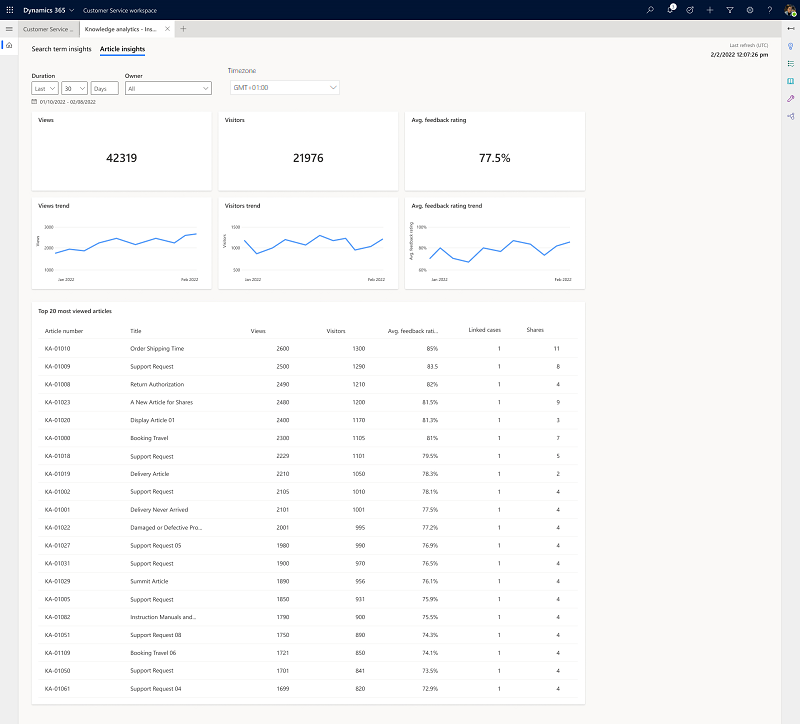 Dynamics 365 Customer Service workspace
1
Customer Service ... Knowledge analytics - Ins...
Search term insights Article insights
Last refresh (UTC)
2/2/2022 12:07:26 pm
Duration Owner Timezone
Last 30 Days All GMT+01:00
01/10/2022 - 02/08/2022
Views Visitors Avg. feedback rating
42319 21976 77.5%
Views trend Visitors trend Avg. feedback rating trend
Views
3000
2000
1000
Jan 2022 Feb 2022
Visitors
1500
1000
500
Jan 2022 Feb 2022
Avg. feedback rating
100%
80%
60%
Jan 2022 Feb 2022
Top 20 most viewed articles
Article number Title Views Visitors Avg. feedback rati... Linked cases Shares
KA-01010 Order Shipping Time 2600 1300 85% 1 11
KA-01009 Support Request 2500 1290 83.5 1 8
KA-01008 Return Authorization 2490 1210 82% 1 4
KA-01023 A New Article for Shares 2480 1200 81.5% 1 9
KA-01020 Display Article 01 2400 1170 81.3% 1 3
KA-01000 Booking Travel 2300 1105 81% 1 7
KA-01018 Support Request 2229 1101 79.5% 1 5
KA-01019 Delivery Article 2210 1050 78.3% 1 2
KA-01002 Support Request 2105 1010 78.1% 1 4
KA-01001 Delivery Never Arrived 2101 1001 77.5% 1 4
KA-01022 Damaged or Defective Pro... 2001 995 77.2% 1 4
KA-01027 Support Request 05 1980 990 76.9% 1 4
KA-01031 Support Request 1900 970 76.5% 1 4
KA-01029 Summit Article 1890 956 76.1% 1 4
KA-01005 Support Request 1850 931 75.9% 1 4
KA-01082 Instruction Manuals and... 1790 900 75.5% 1 4
KA-01051 Support Request 08 1750 890 74.3% 1 4
KA-01109 Booking Travel 06 1721 850 74.1% 1 4
KA-01050 Support Request 1701 841 73.5% 1 4
KA-01061 Support Request 04 1699 820 72.9% 1 4